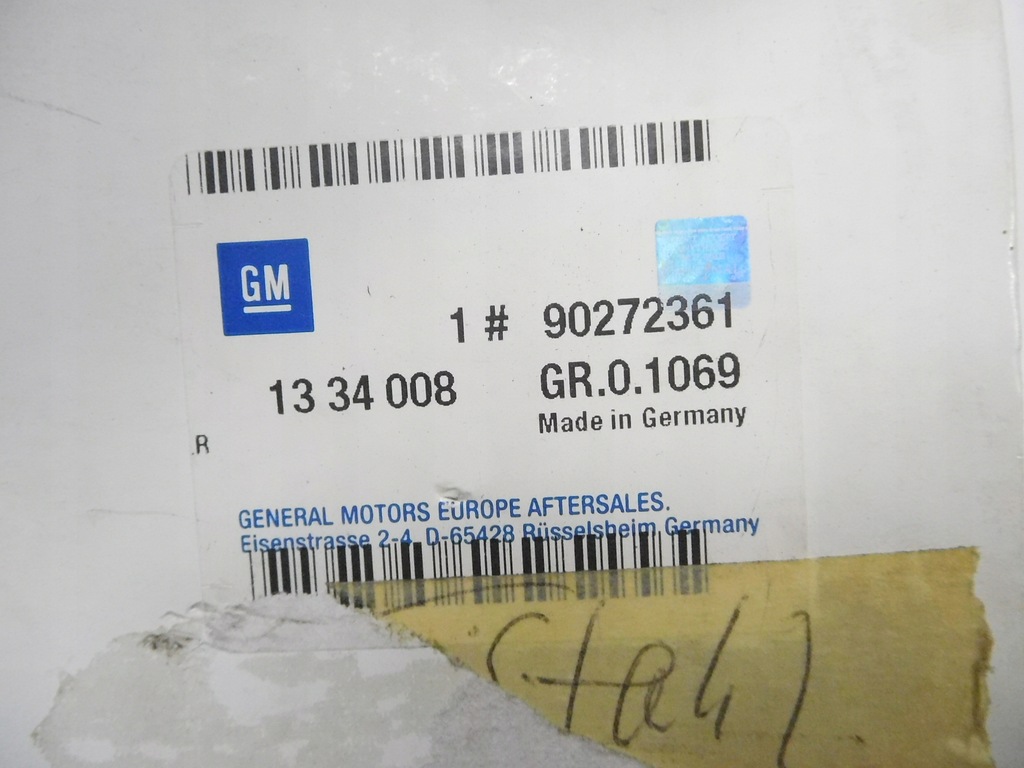 GM
1 # 90272361
13 34 008 GR.0.1069
Made in Germany
.R
GENERAL MOTORS EUROPE AFTERSALES.
Eisenstrasse 2-4, D-65428 Rüsselsheim Germany